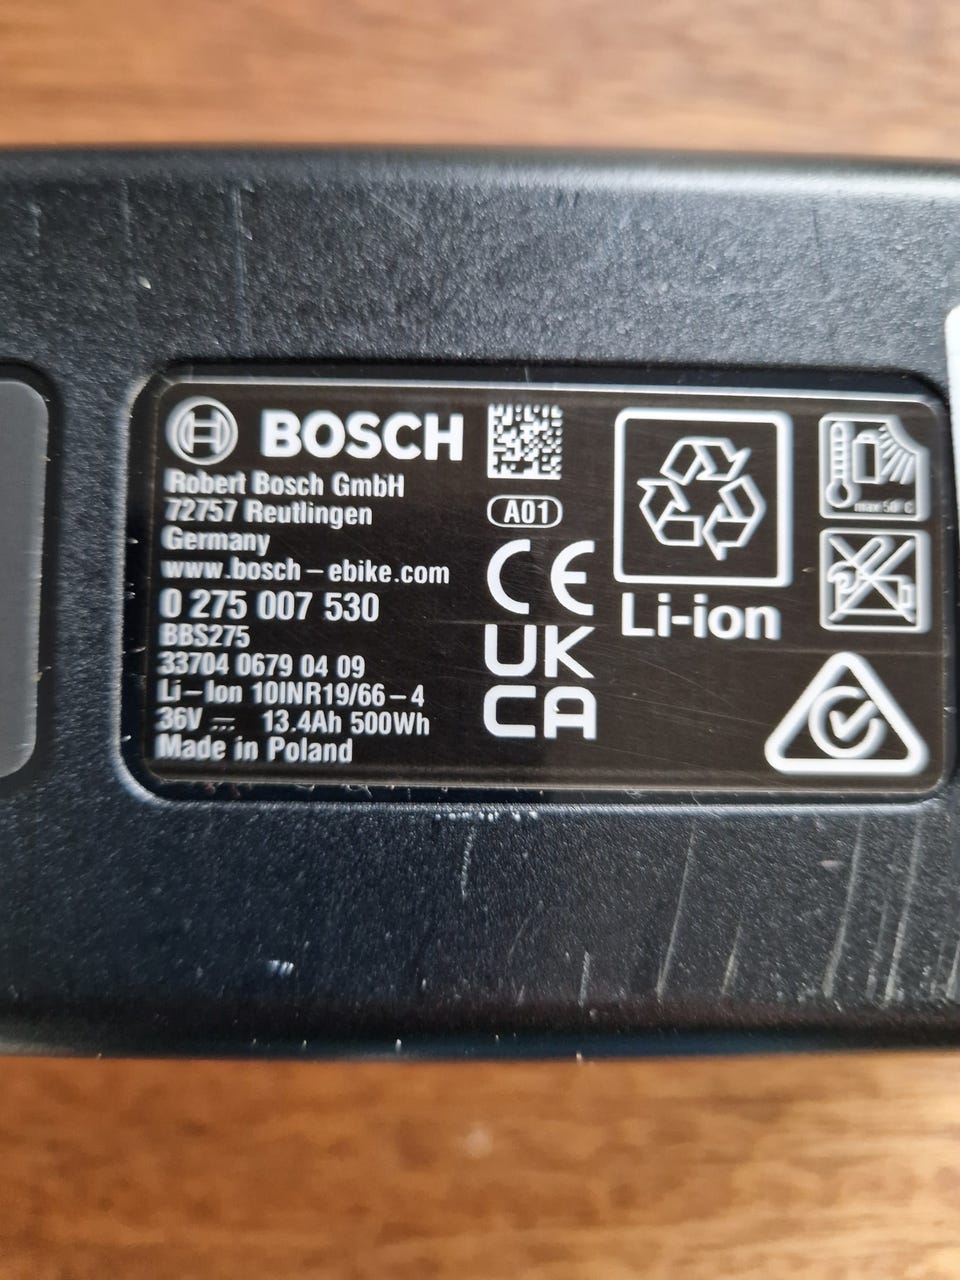 BOSCH
Robert Bosch GmbH
72757 Reutlingen
Germany
www.bosch-ebike.com
0 275 007 530
BBS275
33704 0679 04 09
Li-Ion 10INR19/66-4
36V ⎓ 13.4Ah 500Wh
Made in Poland
A01
CE
UK
CA
Li-ion
max 50° C